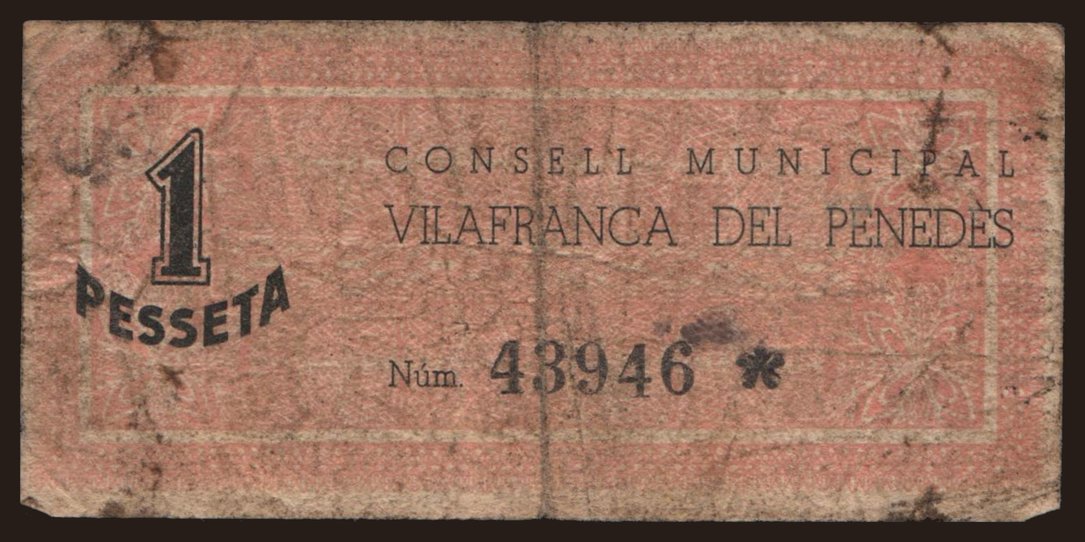 1
PESSETA
CONSELL MUNICIPAL
VILAFRANCA DEL PENEDÈS
Núm. 43946 *